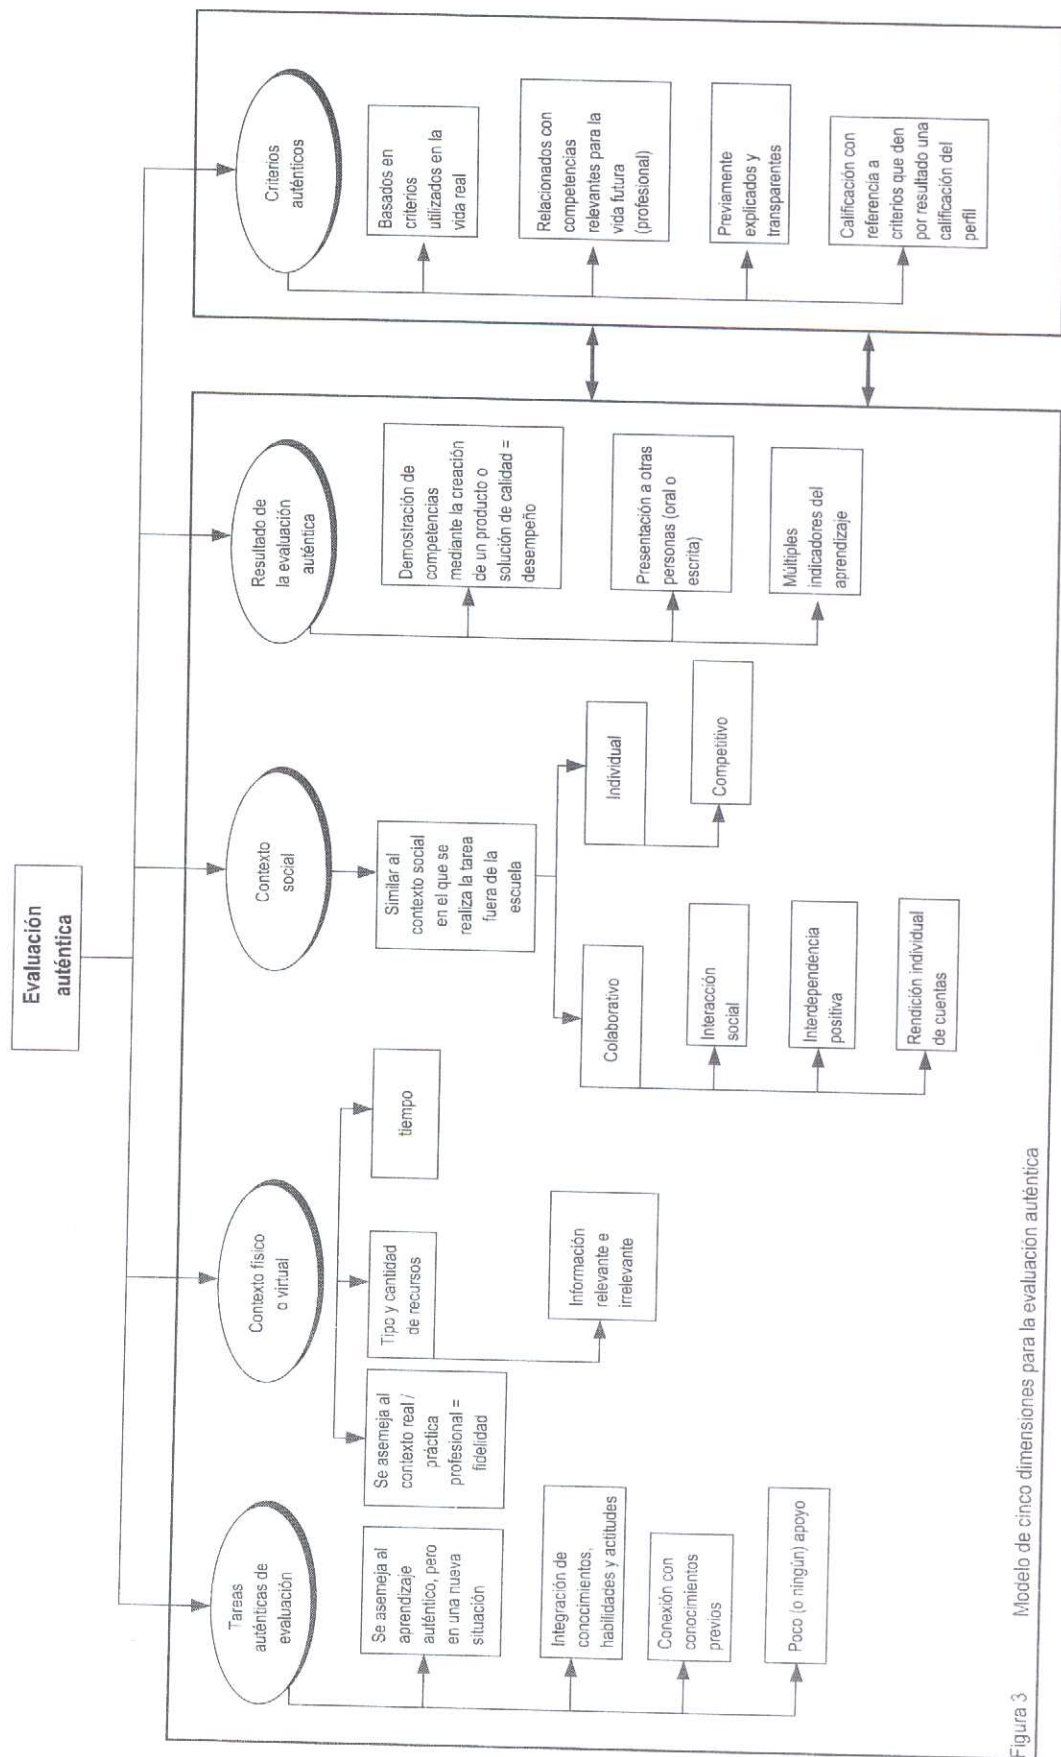 Evaluación
auténtica
Tareas
auténticas de
evaluación
Se asemeja al
aprendizaje
auténtico, pero
en una nueva
situación
Integración de
conocimientos,
habilidades y actitudes
Conexión con
conocimientos
previos
Poco (o ningún) apoyo
Contexto físico
o virtual
Se asemeja al
contexto real /
práctica
profesional =
fidelidad
Tipo y cantidad
de recursos
Información
relevante e
irrelevante
tiempo
Contexto
social
Similar al
contexto social
en el que se
realiza la tarea
fuera de la
escuela
Colaborativo
Interacción
social
Interdependencia
positiva
Rendición individual
de cuentas
Individual
Competitivo
Resultado de
la evaluación
auténtica
Demostración de
competencias
mediante la creación
de un producto o
solución de calidad =
desempeño
Presentación a otras
personas (oral o
escrita)
Múltiples
indicadores del
aprendizaje
Criterios
auténticos
Basados en
criterios
utilizados en la
vida real
Relacionados con
competencias
relevantes para la
vida futura
(profesional)
Previamente
explicados y
transparentes
Calificación con
referencia a
criterios que den
por resultado una
calificación del
perfil
Figura 3 Modelo de cinco dimensiones para la evaluación auténtica